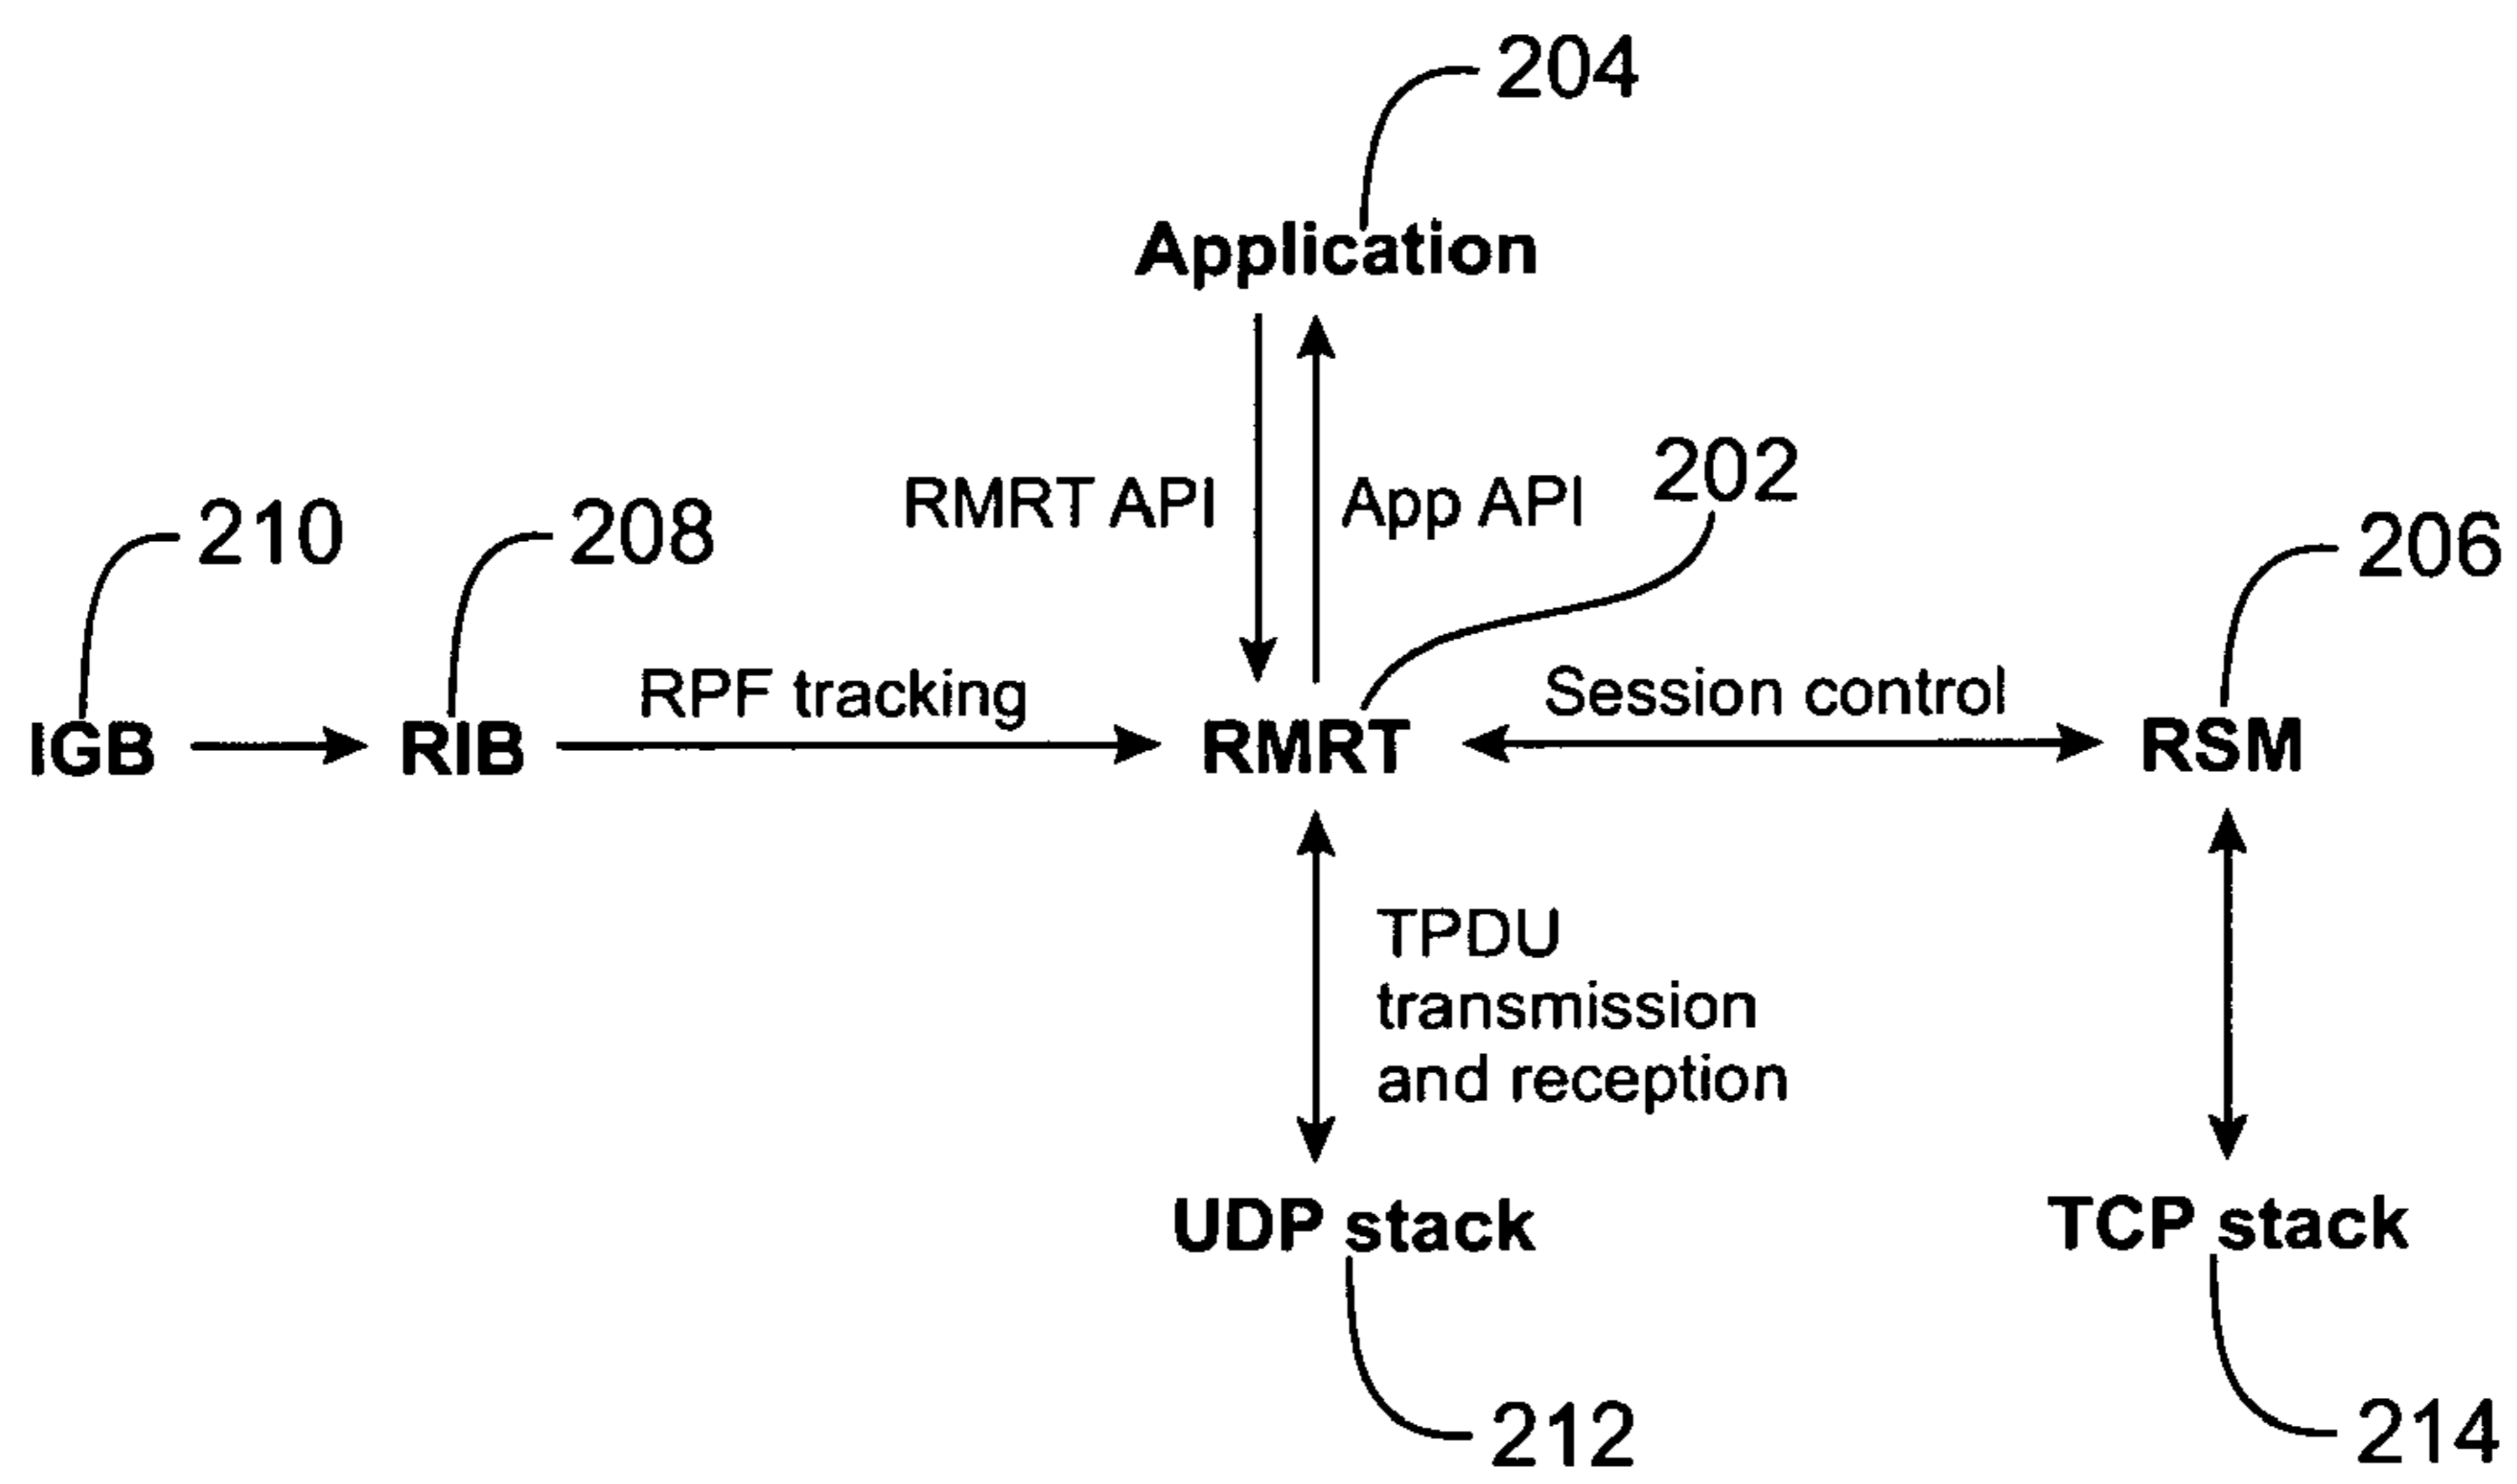 204
Application
RMRT API
App API
202
210
208
206
RPF tracking
Session control
IGB
RIB
RMRT
RSM
TPDU
transmission
and reception
UDP stack
TCP stack
212
214